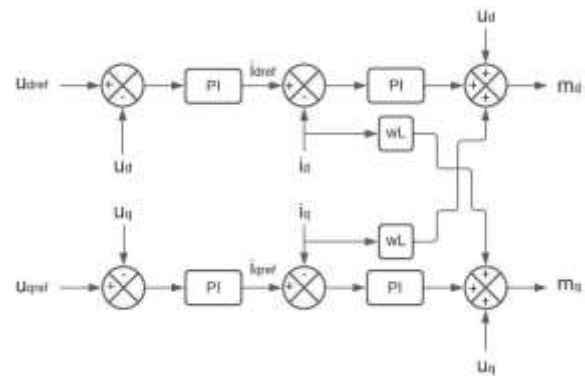 ud
udref + - PI idref + - PI + + + md
ud
id
wL
uq
iq
wL
uqref + - PI iqref + - PI + + + mq
uq